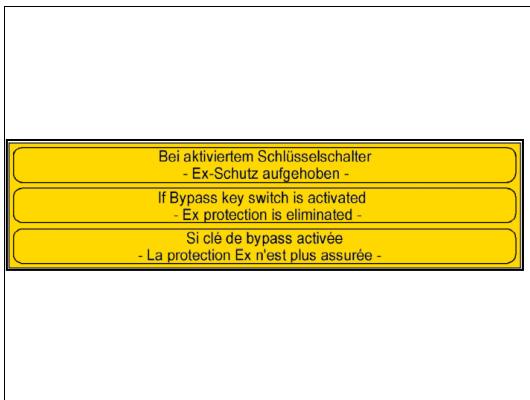 Bei aktiviertem Schlüsselschalter
- Ex-Schutz aufgehoben -
If Bypass key switch is activated
- Ex protection is eliminated -
Si clé de bypass activée
- La protection Ex n'est plus assurée -